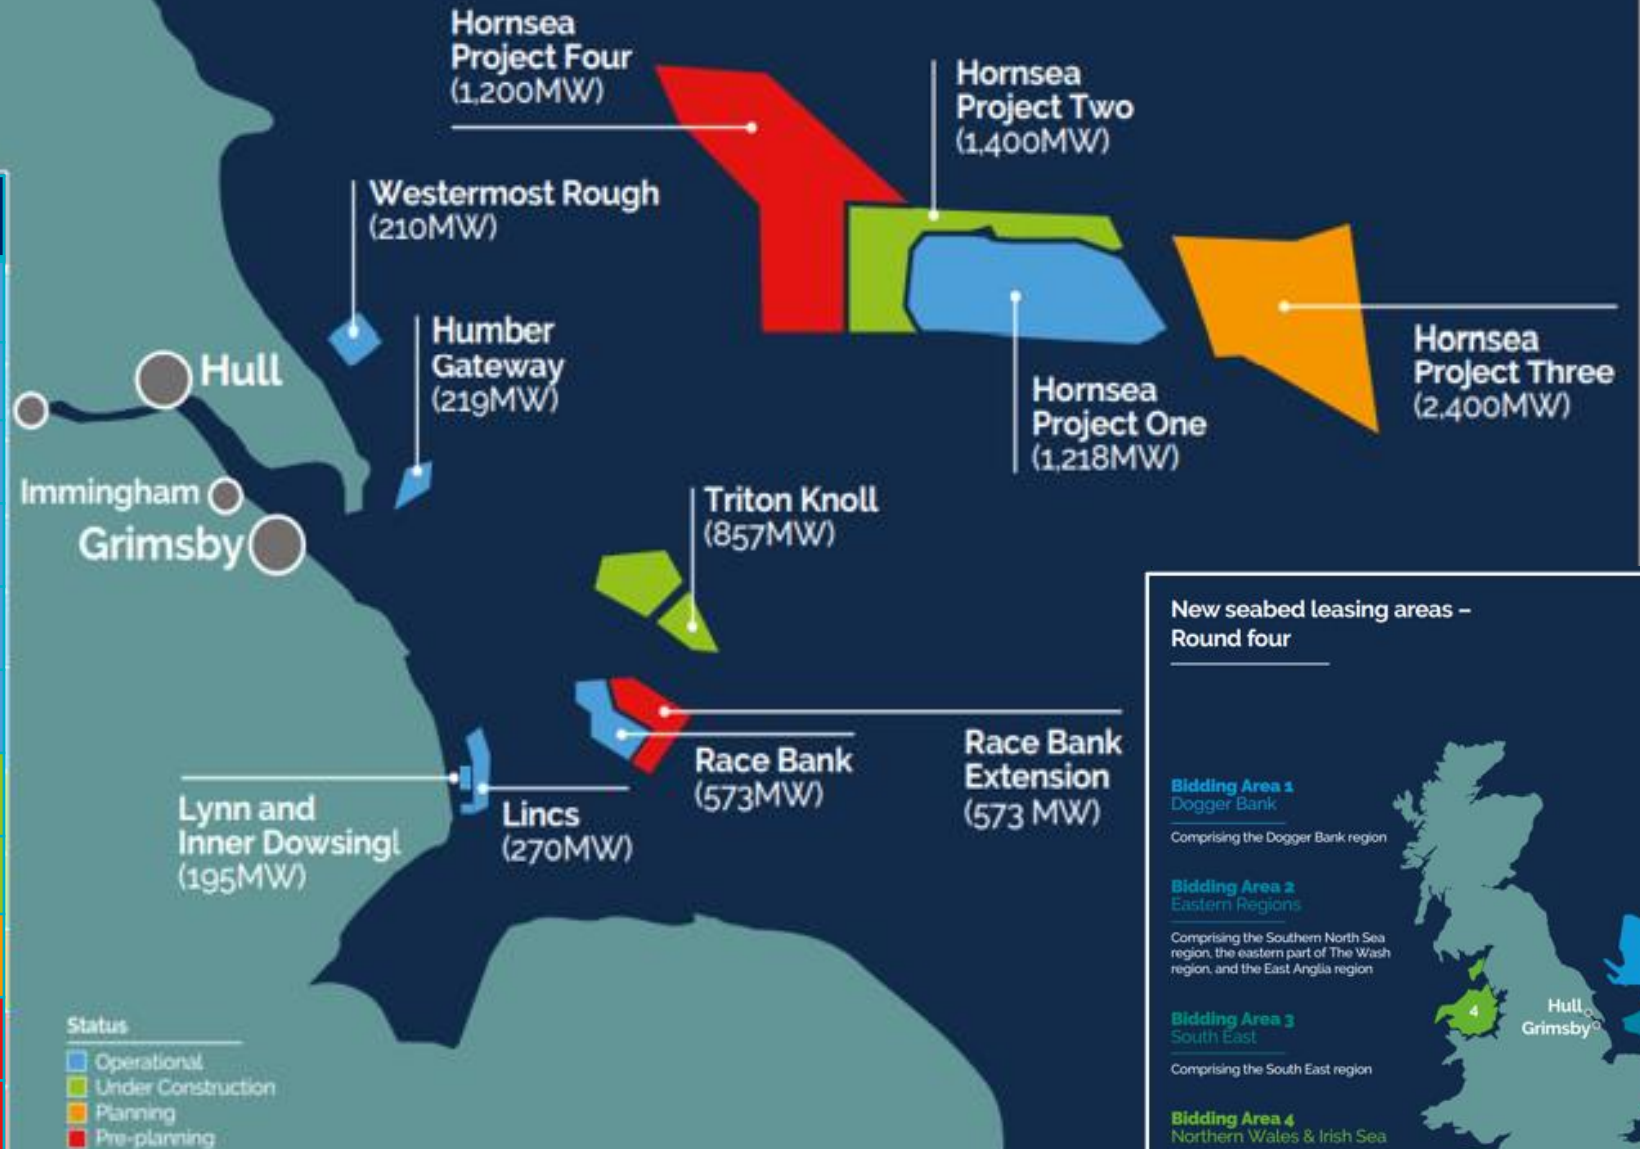 Hornsea
Project Four
(1,200MW)
Hornsea
Project Two
(1,400MW)
Westermost Rough
(210MW)
Humber
Gateway
(219MW)
Hull
Hornsea
Project Three
(2,400MW)
Hornsea
Project One
(1,218MW)
Immingham
Grimsby
Triton Knoll
(857MW)
Race Bank
Extension
(573 MW)
Race Bank
(573MW)
Lynn and
Inner Dowsingl
(195MW)
Lincs
(270MW)
Status
Operational
Under Construction
Planning
Pre-planning
New seabed leasing areas –
Round four
Bidding Area 1
Dogger Bank
Comprising the Dogger Bank region
Bidding Area 2
Eastern Regions
Comprising the Southern North Sea
region, the eastern part of The Wash
region, and the East Anglia region
Bidding Area 3
South East
Comprising the South East region
Bidding Area 4
Northern Wales & Irish Sea
4
Hull
Grimsby